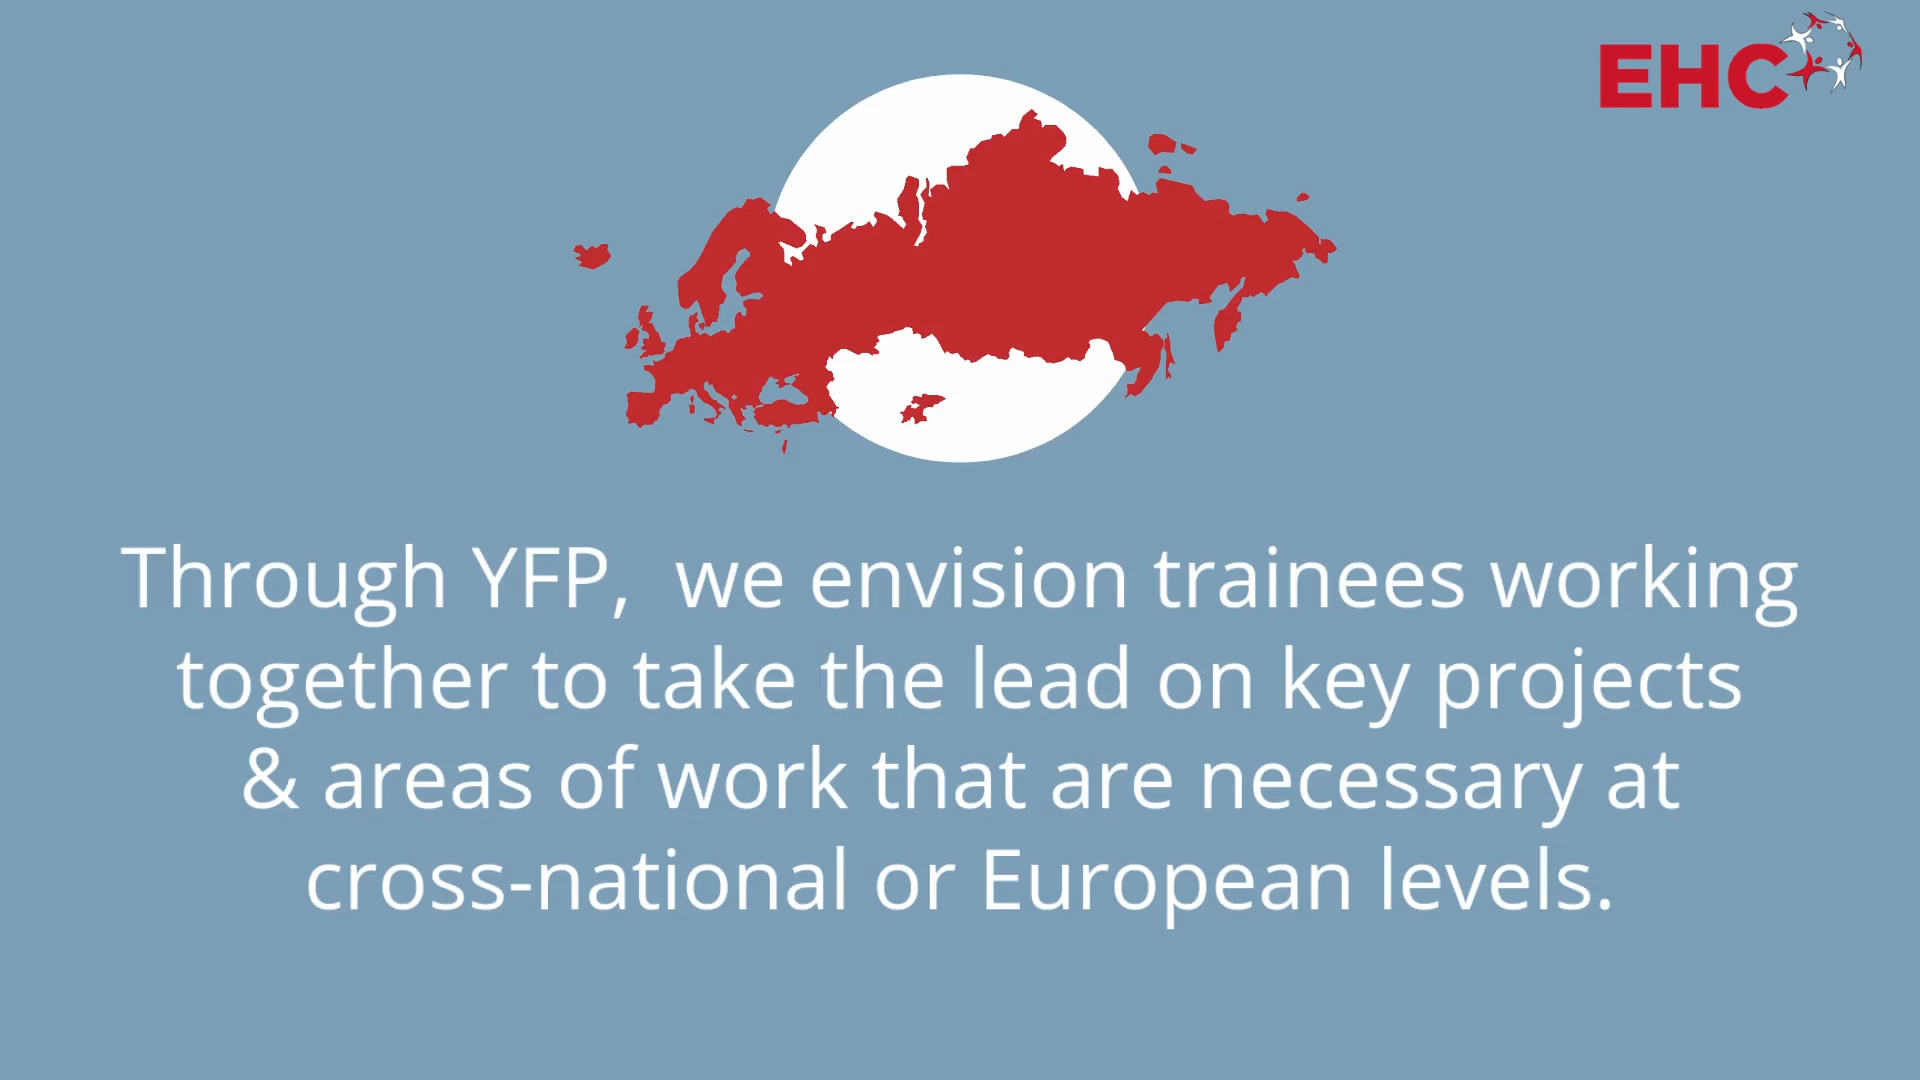 EHC
Through YFP,  we envision trainees working
together to take the lead on key projects
& areas of work that are necessary at
cross-national or European levels.